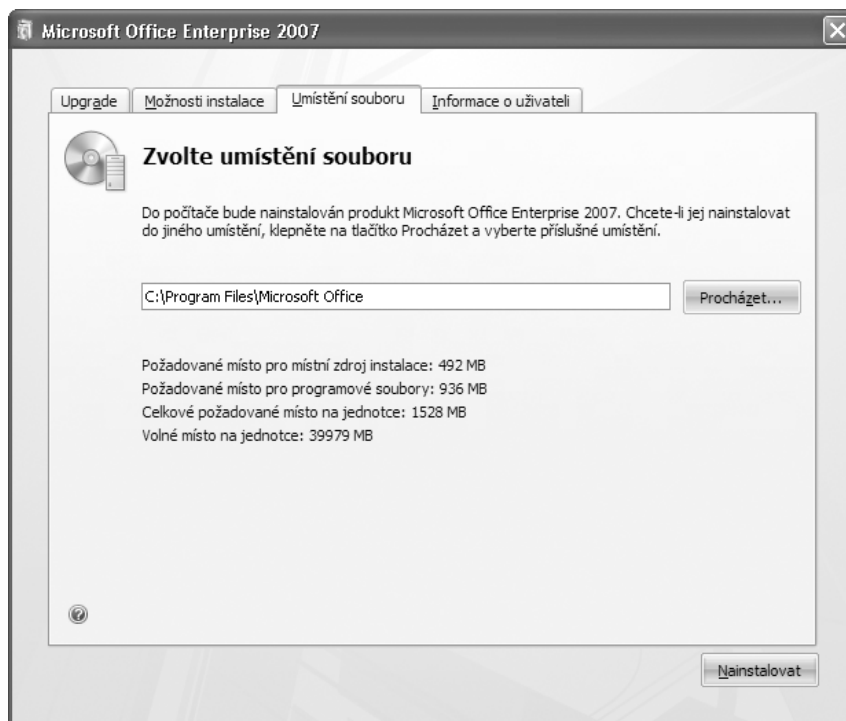 Microsoft Office Enterprise 2007
Upgrade
Možnosti instalace
Umístění souboru
Informace o uživateli
Zvolte umístění souboru
Do počítače bude nainstalován produkt Microsoft Office Enterprise 2007. Chcete-li jej nainstalovat
do jiného umístění, klepněte na tlačítko Procházet a vyberte příslušné umístění.
C:\Program Files\Microsoft Office
Procházet...
Požadované místo pro místní zdroj instalace: 492 MB
Požadované místo pro programové soubory: 936 MB
Celkové požadované místo na jednotce: 1528 MB
Volné místo na jednotce: 39979 MB
Nainstalovat